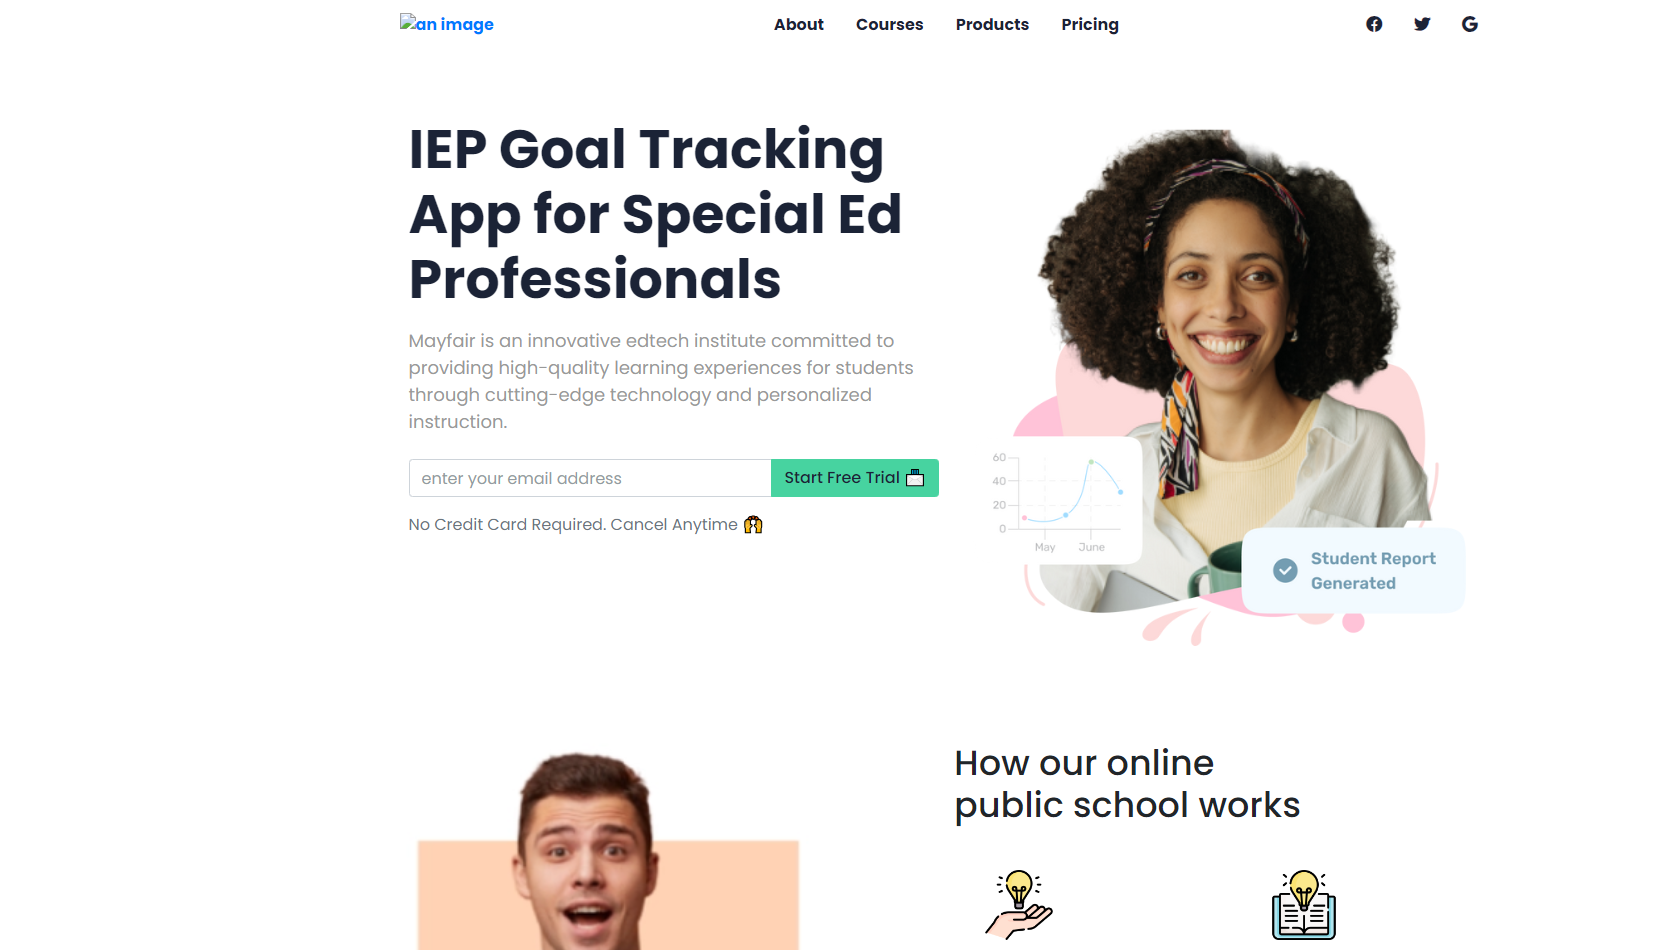 an image
About Courses Products Pricing
IEP Goal Tracking
App for Special Ed
Professionals
Mayfair is an innovative edtech institute committed to
providing high-quality learning experiences for students
through cutting-edge technology and personalized
instruction.
enter your email address
Start Free Trial
No Credit Card Required. Cancel Anytime
60
40
20
0
May June
Student Report
Generated
How our online
public school works